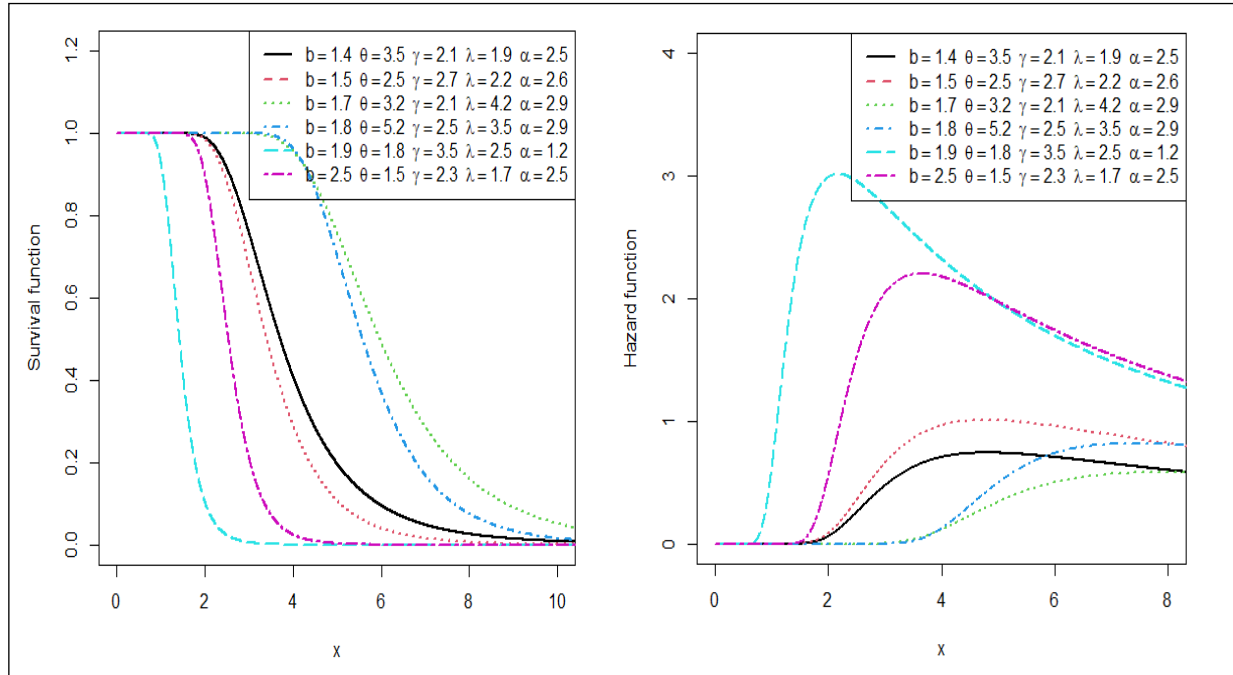 b = 1.4 θ = 3.5 γ = 2.1 λ = 1.9 α = 2.5
b = 1.5 θ = 2.5 γ = 2.7 λ = 2.2 α = 2.6
b = 1.7 θ = 3.2 γ = 2.1 λ = 4.2 α = 2.9
b = 1.8 θ = 5.2 γ = 2.5 λ = 3.5 α = 2.9
b = 1.9 θ = 1.8 γ = 3.5 λ = 2.5 α = 1.2
b = 2.5 θ = 1.5 γ = 2.3 λ = 1.7 α = 2.5
Survival function
1.2
1.0
0.8
0.6
0.4
0.2
0.0
0 2 4 6 8 10
x
b = 1.4 θ = 3.5 γ = 2.1 λ = 1.9 α = 2.5
b = 1.5 θ = 2.5 γ = 2.7 λ = 2.2 α = 2.6
b = 1.7 θ = 3.2 γ = 2.1 λ = 4.2 α = 2.9
b = 1.8 θ = 5.2 γ = 2.5 λ = 3.5 α = 2.9
b = 1.9 θ = 1.8 γ = 3.5 λ = 2.5 α = 1.2
b = 2.5 θ = 1.5 γ = 2.3 λ = 1.7 α = 2.5
Hazard function
4
3
2
1
0
0 2 4 6 8
x